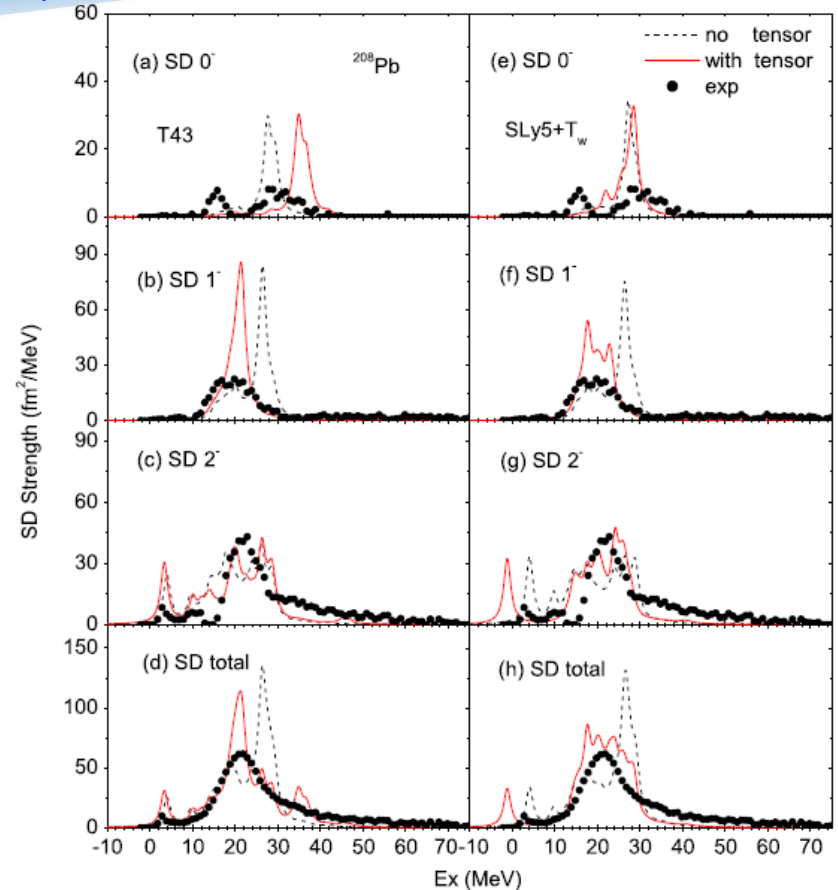 60
40
20
0
(a) SD 0⁻
²⁰⁸Pb
T43
(e) SD 0⁻
SLy5+T_w
no tensor
with tensor
exp
90
60
30
0
(b) SD 1⁻
(f) SD 1⁻
90
60
30
0
(c) SD 2⁻
(g) SD 2⁻
150
100
50
0
(d) SD total
(h) SD total
SD Strength (fm²/MeV)
-10 0 10 20 30 40 50 60 70 -10 0 10 20 30 40 50 60 70
Ex (MeV)